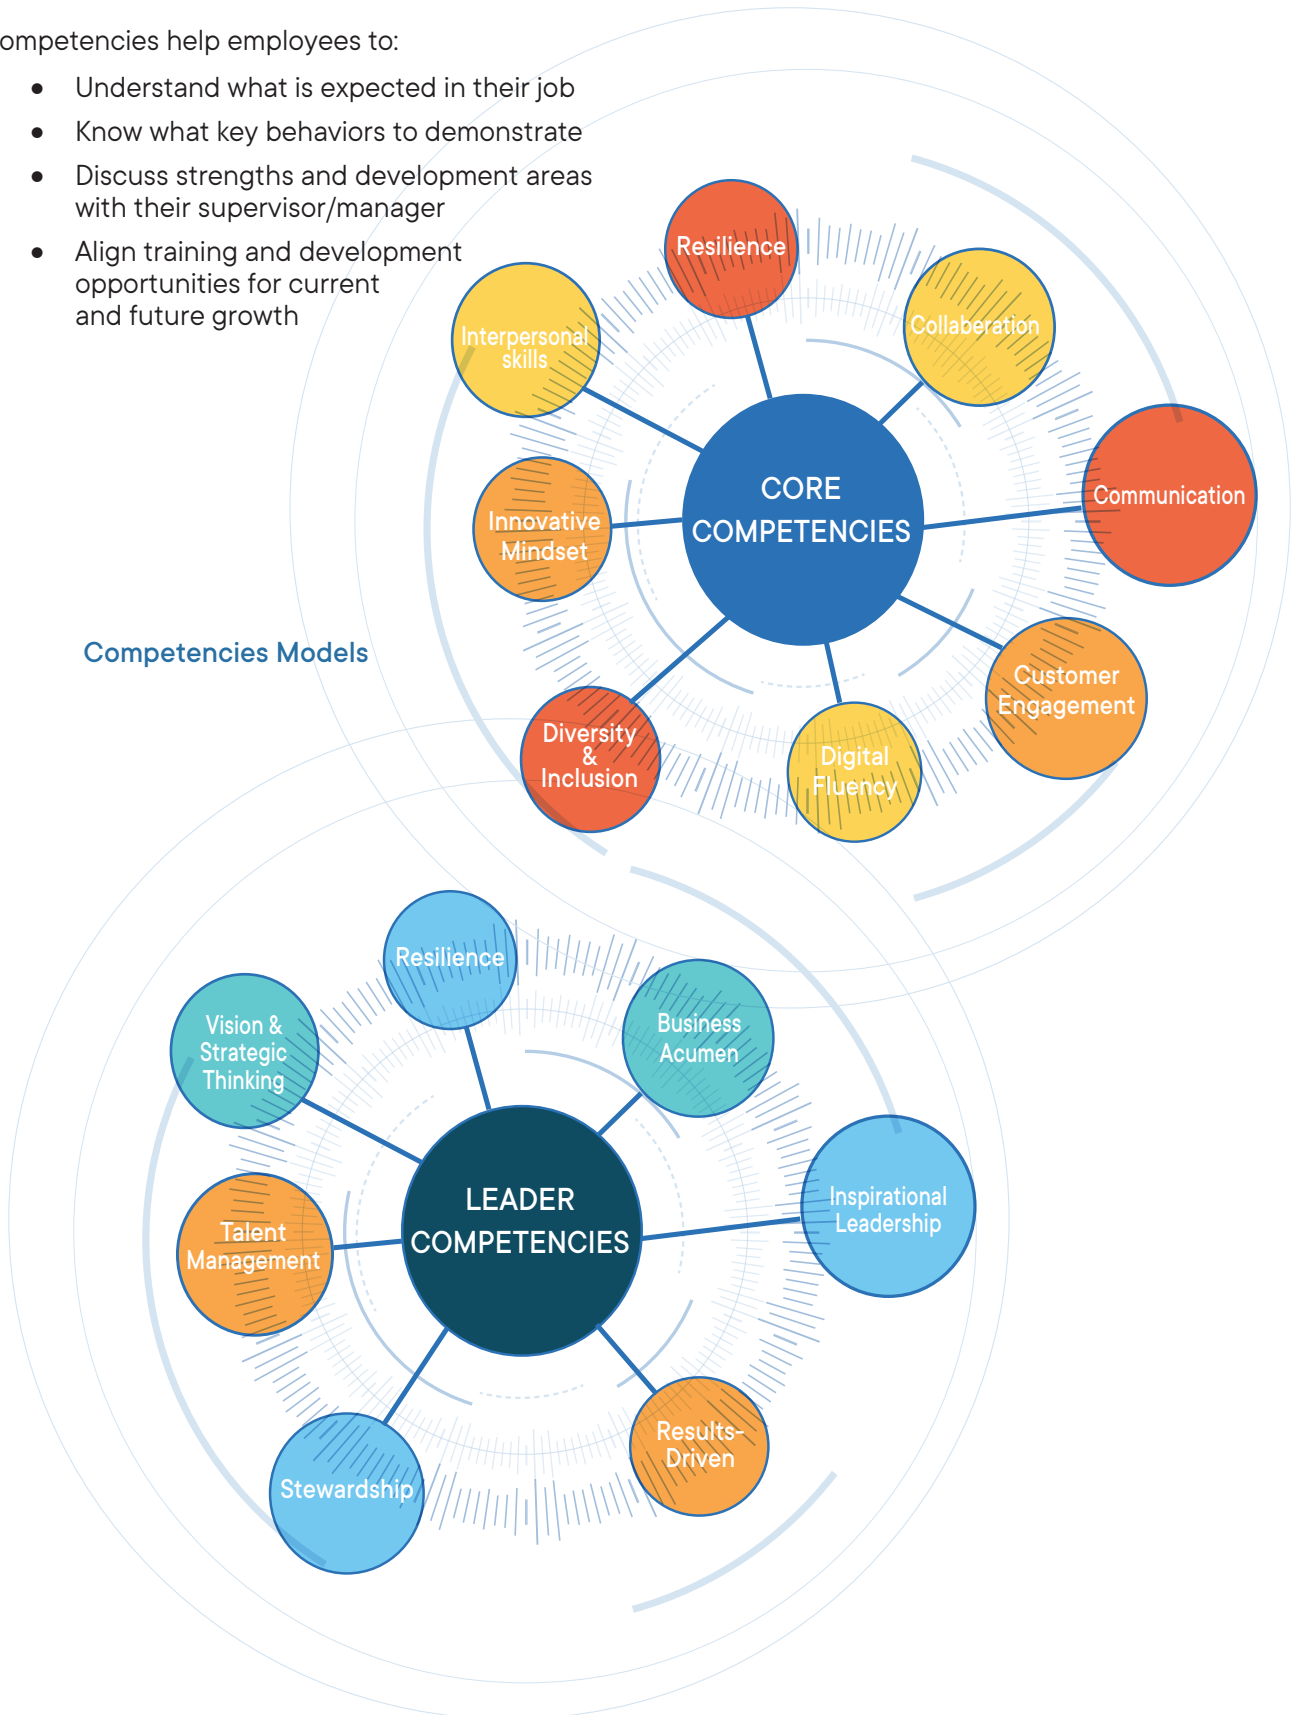 ompetencies help employees to:
• Understand what is expected in their job
• Know what key behaviors to demonstrate
• Discuss strengths and development areas
with their supervisor/manager
• Align training and development
opportunities for current
and future growth
Resilience
Collaberation
Interpersonal
skills
Communication
CORE
COMPETENCIES
Innovative
Mindset
Customer
Engagement
Diversity
&
Inclusion
Digital
Fluency
Competencies Models
Resilience
Business
Acumen
Vision &
Strategic
Thinking
Inspirational
Leadership
LEADER
COMPETENCIES
Talent
Management
Results-
Driven
Stewardship